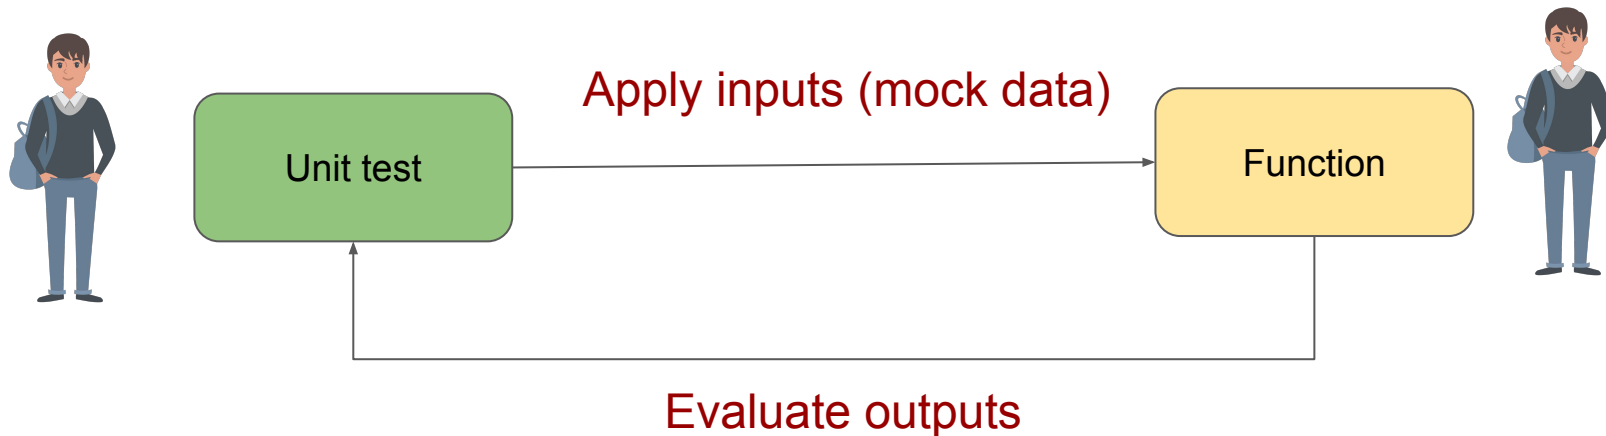 Apply inputs (mock data)
Unit test
Function
Evaluate outputs